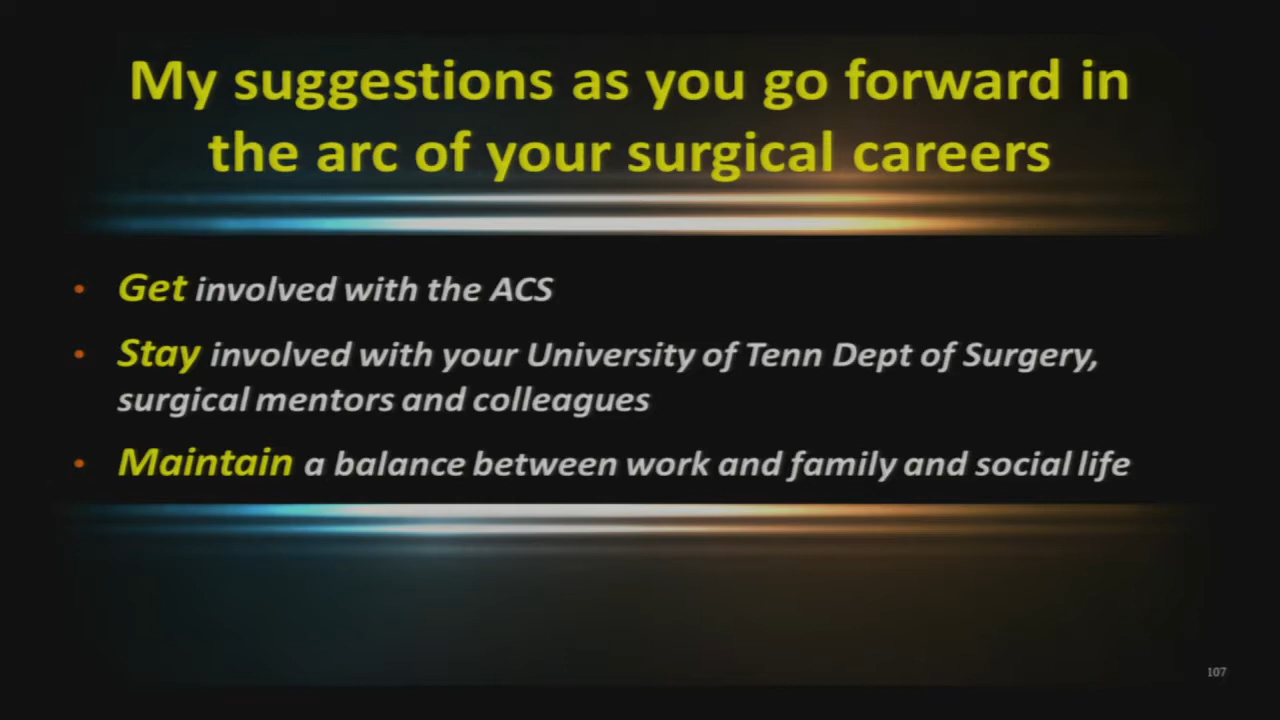 My suggestions as you go forward in
the arc of your surgical careers
• Get involved with the ACS
• Stay involved with your University of Tenn Dept of Surgery,
surgical mentors and colleagues
• Maintain a balance between work and family and social life
107